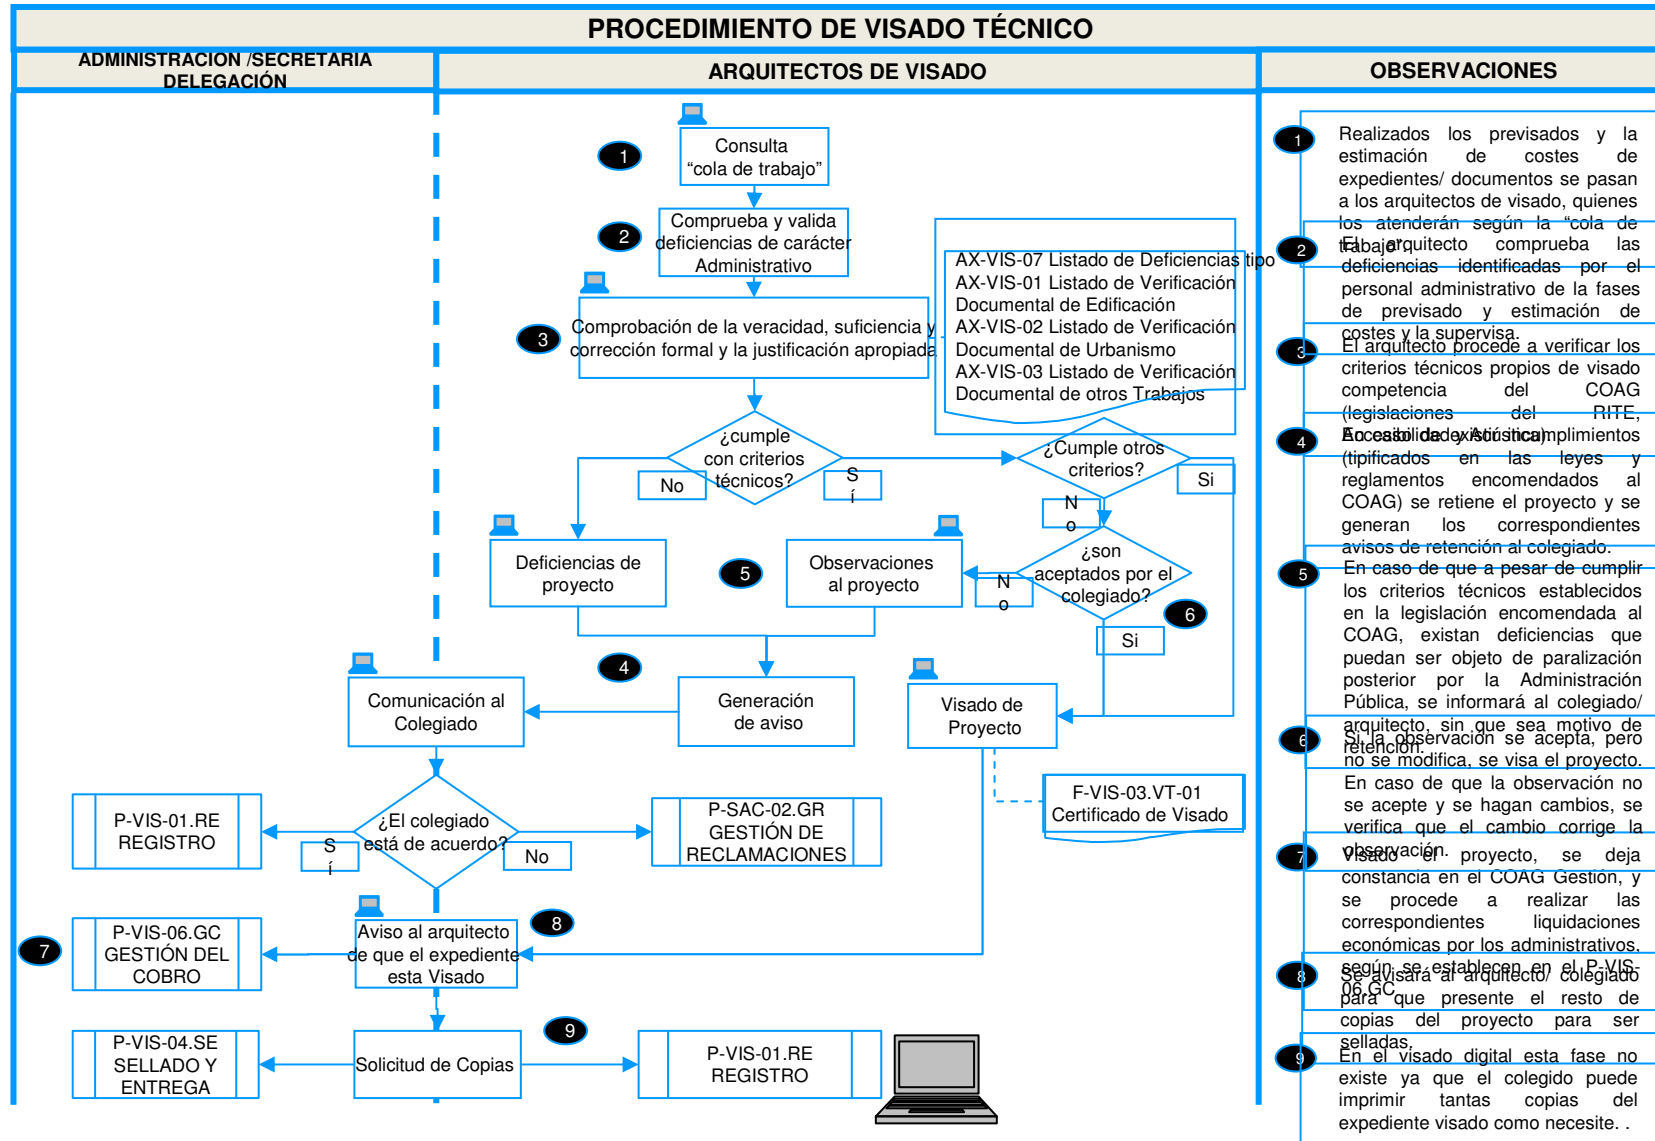 PROCEDIMIENTO DE VISADO TÉCNICO
ADMINISTRACION /SECRETARIA
DELEGACIÓN
ARQUITECTOS DE VISADO
OBSERVACIONES
1
Consulta
“cola de trabajo”
2
Comprueba y valida
deficiencias de carácter
Administrativo
3
Comprobación de la veracidad, suficiencia y
corrección formal y la justificación apropiada
AX-VIS-07 Listado de Deficiencias tipo
AX-VIS-01 Listado de Verificación
Documental de Edificación
AX-VIS-02 Listado de Verificación
Documental de Urbanismo
AX-VIS-03 Listado de Verificación
Documental de otros Trabajos
¿cumple
con criterios
técnicos?
No
S
í
¿Cumple otros
criterios?
Si
N
o
Deficiencias de
proyecto
5
Observaciones
al proyecto
¿son
aceptados por el
colegiado?
N
o
6
Si
4
Comunicación al
Colegiado
Generación
de aviso
Visado de
Proyecto
F-VIS-03.VT-01
Certificado de Visado
P-VIS-01.RE
REGISTRO
¿El colegiado
está de acuerdo?
S
í
No
P-SAC-02.GR
GESTIÓN DE
RECLAMACIONES
7
P-VIS-06.GC
GESTIÓN DEL
COBRO
Aviso al arquitecto
de que el expediente
esta Visado
8
P-VIS-04.SE
SELLADO Y
ENTREGA
Solicitud de Copias
9
P-VIS-01.RE
REGISTRO
1
Realizados los previsados y la
estimación de costes de
expedientes/ documentos se pasan
a los arquitectos de visado, quienes
los atenderán según la “cola de
trabajo”.
2
El arquitecto comprueba las
deficiencias identificadas por el
personal administrativo de la fases
de previsado y estimación de
costes y la supervisa.
3
El arquitecto procede a verificar los
criterios técnicos propios de visado
competencia del COAG
(legislaciones del RITE,
Accesibilidad y Acústica).
4
En caso de existir incumplimientos
(tipificados en las leyes y
reglamentos encomendados al
COAG) se retiene el proyecto y se
generan los correspondientes
avisos de retención al colegiado.
5
En caso de que a pesar de cumplir
los criterios técnicos establecidos
en la legislación encomendada al
COAG, existan deficiencias que
puedan ser objeto de paralización
posterior por la Administración
Pública, se informará al colegiado/
arquitecto, sin que sea motivo de
retención.
6
Si la observación se acepta, pero
no se modifica, se visa el proyecto.
En caso de que la observación no
se acepte y se hagan cambios, se
verifica que el cambio corrige la
observación.
7
Visado el proyecto, se deja
constancia en el COAG Gestión, y
se procede a realizar las
correspondientes liquidaciones
económicas por los administrativos,
según se establecen en el P-VIS-
06.GC
8
Se avisará al arquitecto/ colegiado
para que presente el resto de
copias del proyecto para ser
selladas.
9
En el visado digital esta fase no
existe ya que el colegido puede
imprimir tantas copias del
expediente visado como necesite. .